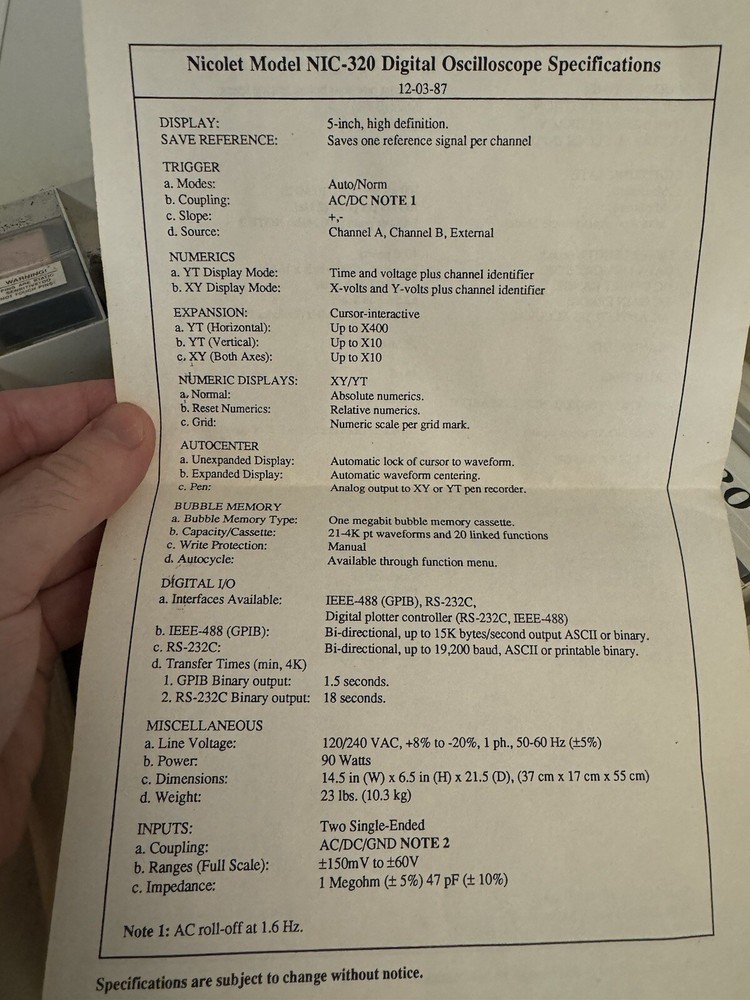 Nicolet Model NIC-320 Digital Oscilloscope Specifications
12-03-87
DISPLAY: 5-inch, high definition.
SAVE REFERENCE: Saves one reference signal per channel
TRIGGER
a. Modes: Auto/Norm
b. Coupling: AC/DC NOTE 1
c. Slope: +,-
d. Source: Channel A, Channel B, External
NUMERICS
a. YT Display Mode: Time and voltage plus channel identifier
b. XY Display Mode: X-volts and Y-volts plus channel identifier
EXPANSION: Cursor-interactive
a. YT (Horizontal): Up to X400
b. YT (Vertical): Up to X10
c. XY (Both Axes): Up to X10
NUMERIC DISPLAYS: XY/YT
a. Normal: Absolute numerics.
b. Reset Numerics: Relative numerics.
c. Grid: Numeric scale per grid mark.
AUTOCENTER
a. Unexpanded Display: Automatic lock of cursor to waveform.
b. Expanded Display: Automatic waveform centering.
c. Pen: Analog output to XY or YT pen recorder.
BUBBLE MEMORY
a. Bubble Memory Type: One megabit bubble memory cassette.
b. Capacity/Cassette: 21-4K pt waveforms and 20 linked functions
c. Write Protection: Manual
d. Autocycle: Available through function menu.
DIGITAL I/O
a. Interfaces Available: IEEE-488 (GPIB), RS-232C,
Digital plotter controller (RS-232C, IEEE-488)
b. IEEE-488 (GPIB): Bi-directional, up to 15K bytes/second output ASCII or binary.
c. RS-232C: Bi-directional, up to 19,200 baud, ASCII or printable binary.
d. Transfer Times (min, 4K)
1. GPIB Binary output: 1.5 seconds.
2. RS-232C Binary output: 18 seconds.
MISCELLANEOUS
a. Line Voltage: 120/240 VAC, +8% to -20%, 1 ph., 50-60 Hz (±5%)
b. Power: 90 Watts
c. Dimensions: 14.5 in (W) x 6.5 in (H) x 21.5 (D), (37 cm x 17 cm x 55 cm)
d. Weight: 23 lbs. (10.3 kg)
INPUTS: Two Single-Ended
a. Coupling: AC/DC/GND NOTE 2
b. Ranges (Full Scale): ±150mV to ±60V
c. Impedance: 1 Megohm (± 5%) 47 pF (± 10%)
Note 1: AC roll-off at 1.6 Hz.
Specifications are subject to change without notice.
WARNING!